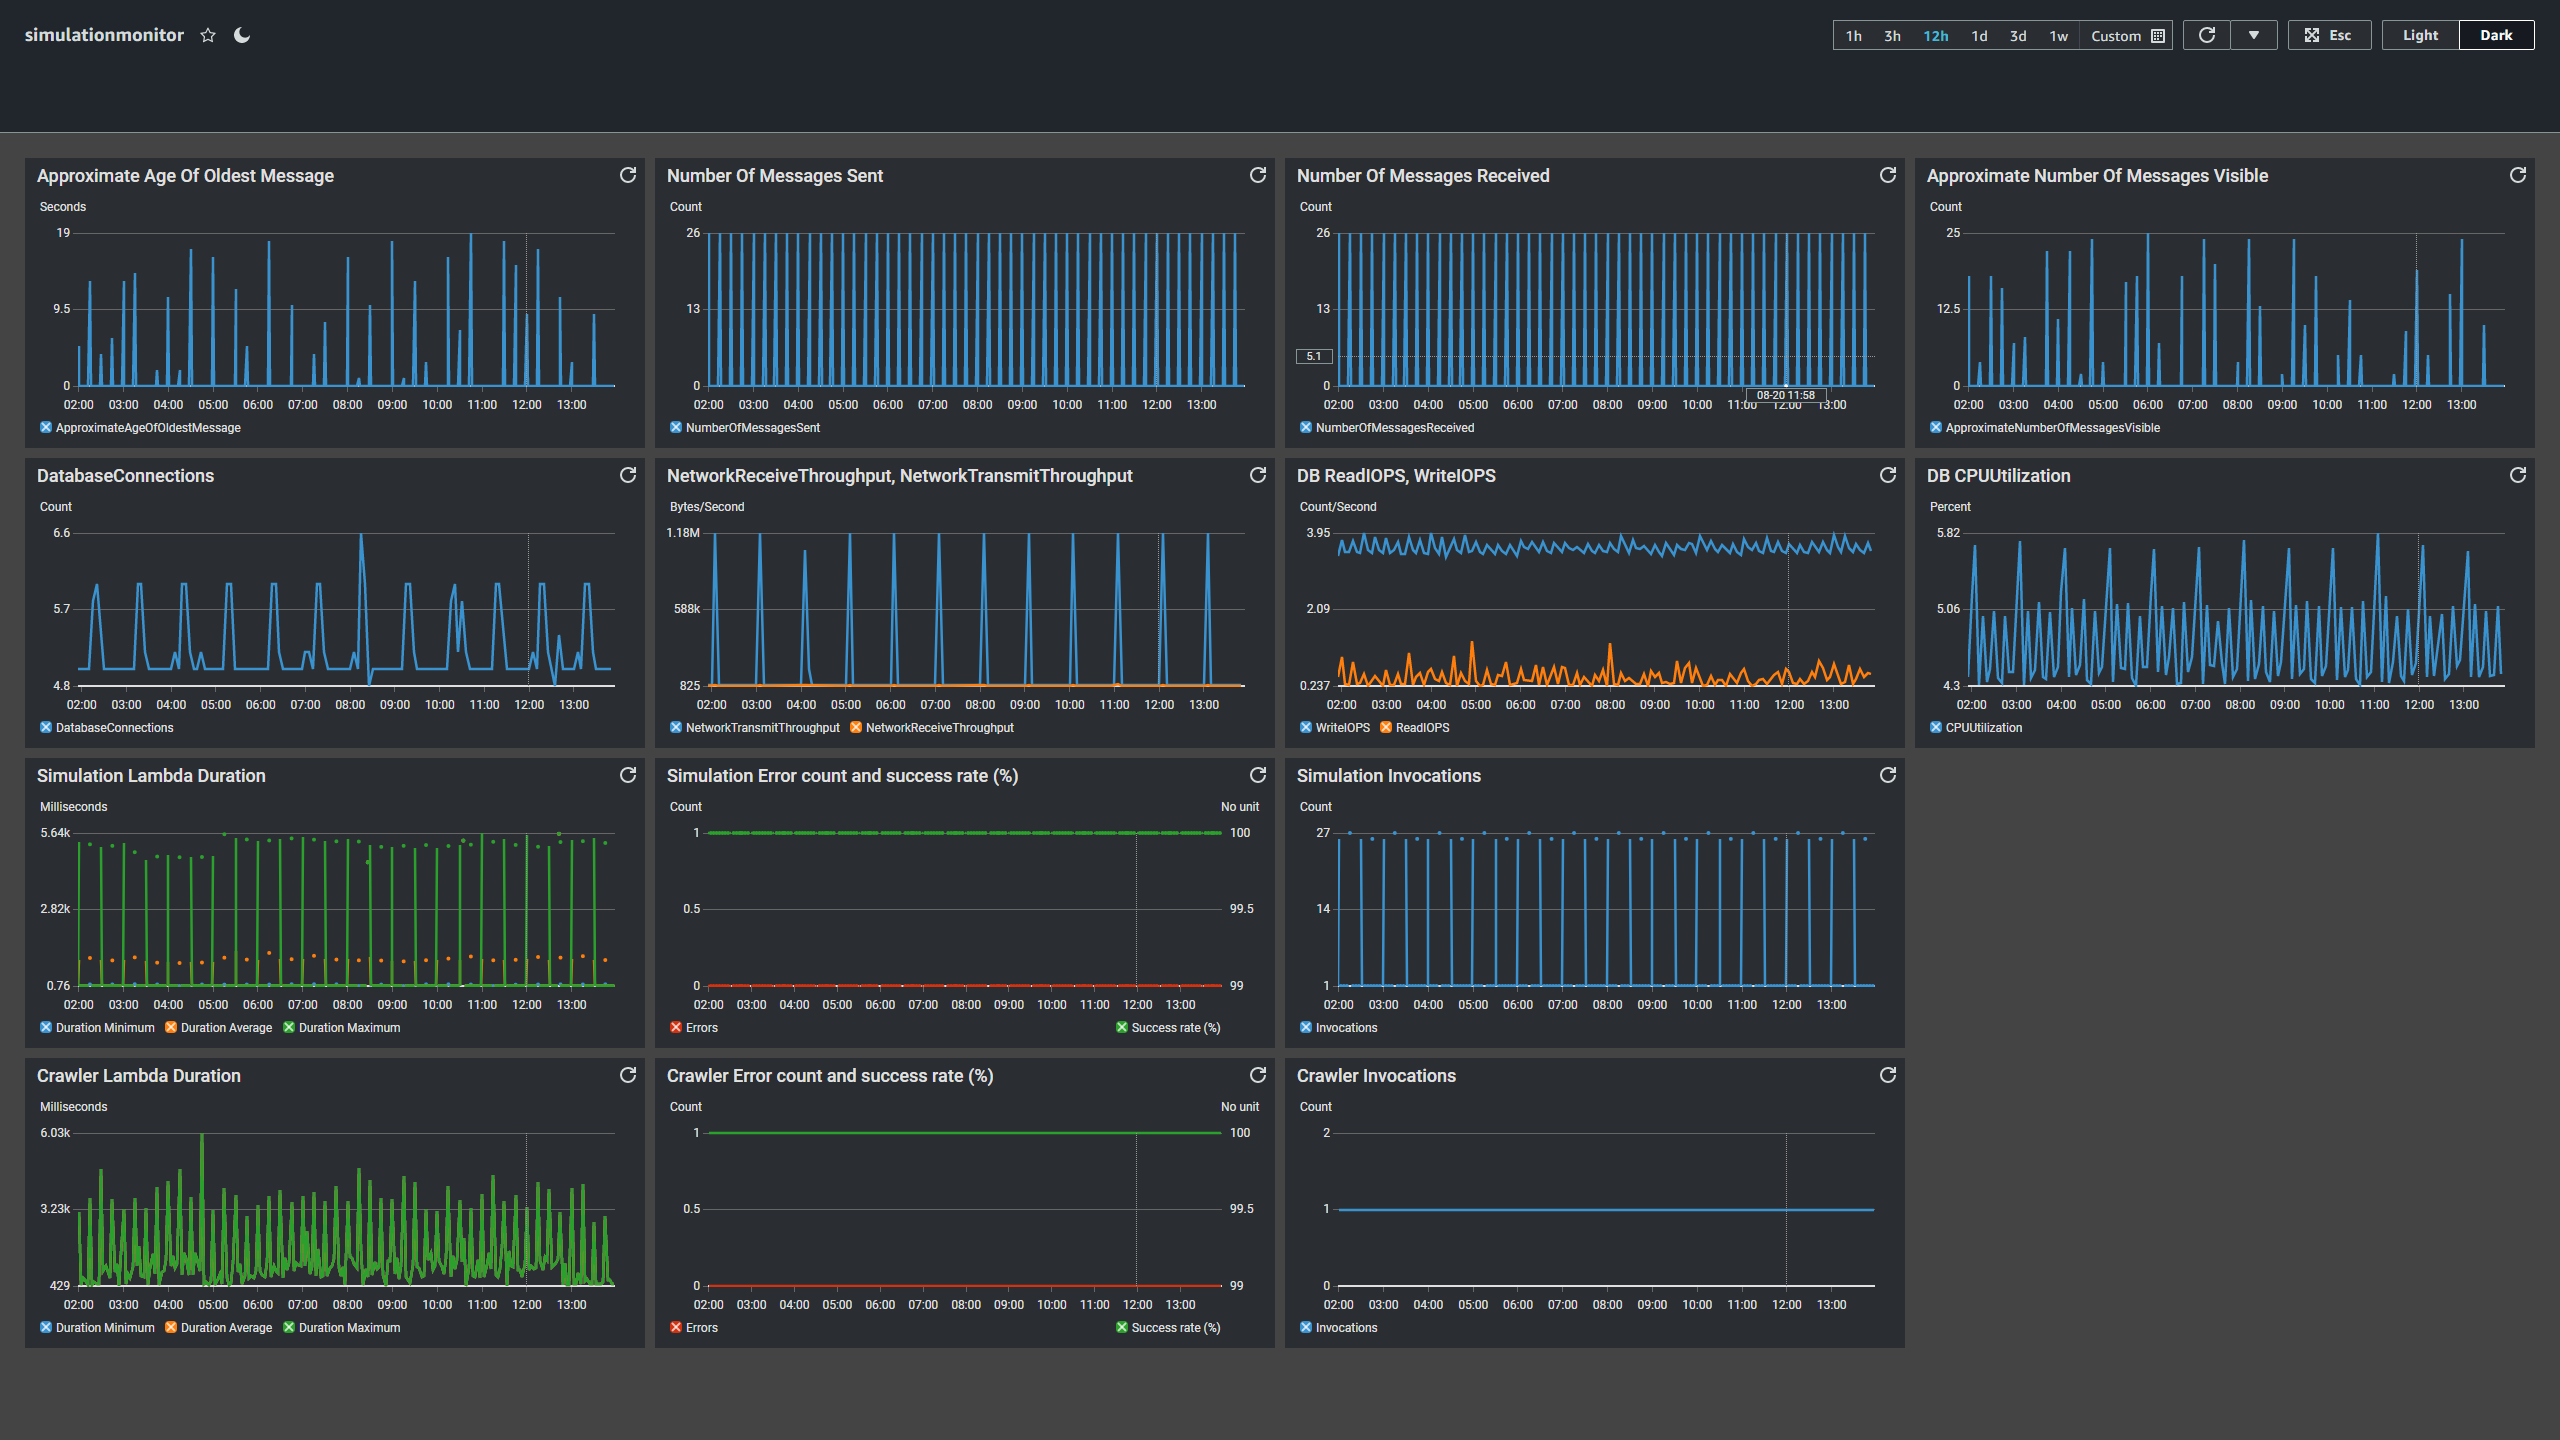 simulationmonitor
1h 3h 12h 1d 3d 1w Custom Esc Light Dark
Approximate Age Of Oldest Message
Seconds
19
9.5
0
02:00 03:00 04:00 05:00 06:00 07:00 08:00 09:00 10:00 11:00 12:00 13:00
ApproximateAgeOfOldestMessage
Number Of Messages Sent
Count
26
13
0
02:00 03:00 04:00 05:00 06:00 07:00 08:00 09:00 10:00 11:00 12:00 13:00
NumberOfMessagesSent
Number Of Messages Received
Count
26
13
5.1
0
08-20 11:58
02:00 03:00 04:00 05:00 06:00 07:00 08:00 09:00 10:00 11:00 12:00 13:00
NumberOfMessagesReceived
Approximate Number Of Messages Visible
Count
25
12.5
0
02:00 03:00 04:00 05:00 06:00 07:00 08:00 09:00 10:00 11:00 12:00 13:00
ApproximateNumberOfMessagesVisible
DatabaseConnections
Count
6.6
5.7
4.8
02:00 03:00 04:00 05:00 06:00 07:00 08:00 09:00 10:00 11:00 12:00 13:00
DatabaseConnections
NetworkReceiveThroughput, NetworkTransmitThroughput
Bytes/Second
1.18M
588k
825
02:00 03:00 04:00 05:00 06:00 07:00 08:00 09:00 10:00 11:00 12:00 13:00
NetworkTransmitThroughput NetworkReceiveThroughput
DB ReadIOPS, WriteIOPS
Count/Second
3.95
2.09
0.237
02:00 03:00 04:00 05:00 06:00 07:00 08:00 09:00 10:00 11:00 12:00 13:00
WriteIOPS ReadIOPS
DB CPUUtilization
Percent
5.82
5.06
4.3
02:00 03:00 04:00 05:00 06:00 07:00 08:00 09:00 10:00 11:00 12:00 13:00
CPUUtilization
Simulation Lambda Duration
Milliseconds
5.64k
2.82k
0.76
02:00 03:00 04:00 05:00 06:00 07:00 08:00 09:00 10:00 11:00 12:00 13:00
Duration Minimum Duration Average Duration Maximum
Simulation Error count and success rate (%)
Count No unit
1 100
0.5 99.5
0 99
02:00 03:00 04:00 05:00 06:00 07:00 08:00 09:00 10:00 11:00 12:00 13:00
Errors Success rate (%)
Simulation Invocations
Count
27
14
1
02:00 03:00 04:00 05:00 06:00 07:00 08:00 09:00 10:00 11:00 12:00 13:00
Invocations
Crawler Lambda Duration
Milliseconds
6.03k
3.23k
429
02:00 03:00 04:00 05:00 06:00 07:00 08:00 09:00 10:00 11:00 12:00 13:00
Duration Minimum Duration Average Duration Maximum
Crawler Error count and success rate (%)
Count No unit
1 100
0.5 99.5
0 99
02:00 03:00 04:00 05:00 06:00 07:00 08:00 09:00 10:00 11:00 12:00 13:00
Errors Success rate (%)
Crawler Invocations
Count
2
1
0
02:00 03:00 04:00 05:00 06:00 07:00 08:00 09:00 10:00 11:00 12:00 13:00
Invocations